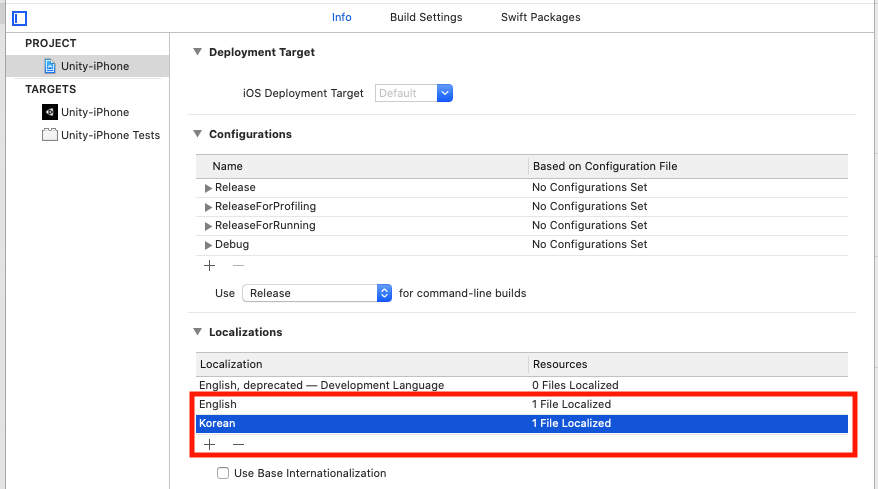 Info Build Settings Swift Packages
PROJECT
Unity-iPhone
TARGETS
Unity-iPhone
Unity-iPhone Tests
Deployment Target
iOS Deployment Target Default
Configurations
Name Based on Configuration File
Release No Configurations Set
ReleaseForProfiling No Configurations Set
ReleaseForRunning No Configurations Set
Debug No Configurations Set
Use Release for command-line builds
Localizations
Localization Resources
English, deprecated — Development Language 0 Files Localized
English 1 File Localized
Korean 1 File Localized
Use Base Internationalization